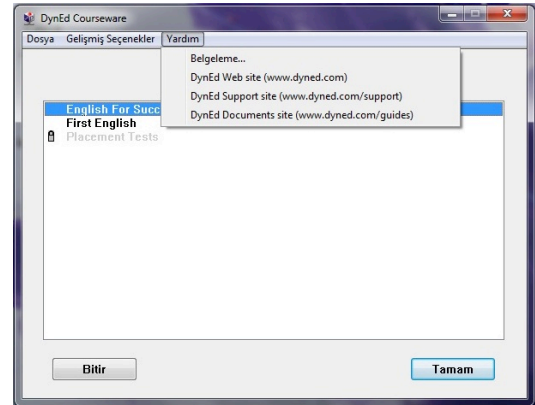 DynEd Courseware
Dosya Gelişmiş Seçenekler Yardım
Belgeleme...
DynEd Web site (www.dyned.com)
DynEd Support site (www.dyned.com/support)
DynEd Documents site (www.dyned.com/guides)
English For Succ
First English
Placement Tests
Bitir Tamam